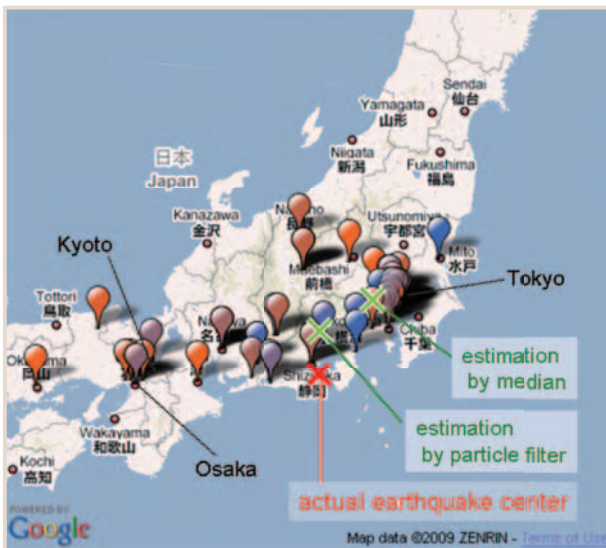 Sendai
仙台
Yamagata
山形
Niigata
新潟
Fukushima
福島
日本
Japan
Kanazawa
金沢
Utsunomiya
宇都宮
Mito
水戸
Maebashi
前橋
Kyoto
Tokyo
Tottori
鳥取
Chiba
千葉
estimation
by median
Shizuoka
静岡
Wakayama
和歌山
estimation
by particle filter
Kochi
高知
Osaka
actual earthquake center
POWERED BY
Google
Map data ©2009 ZENRIN - Terms of Use